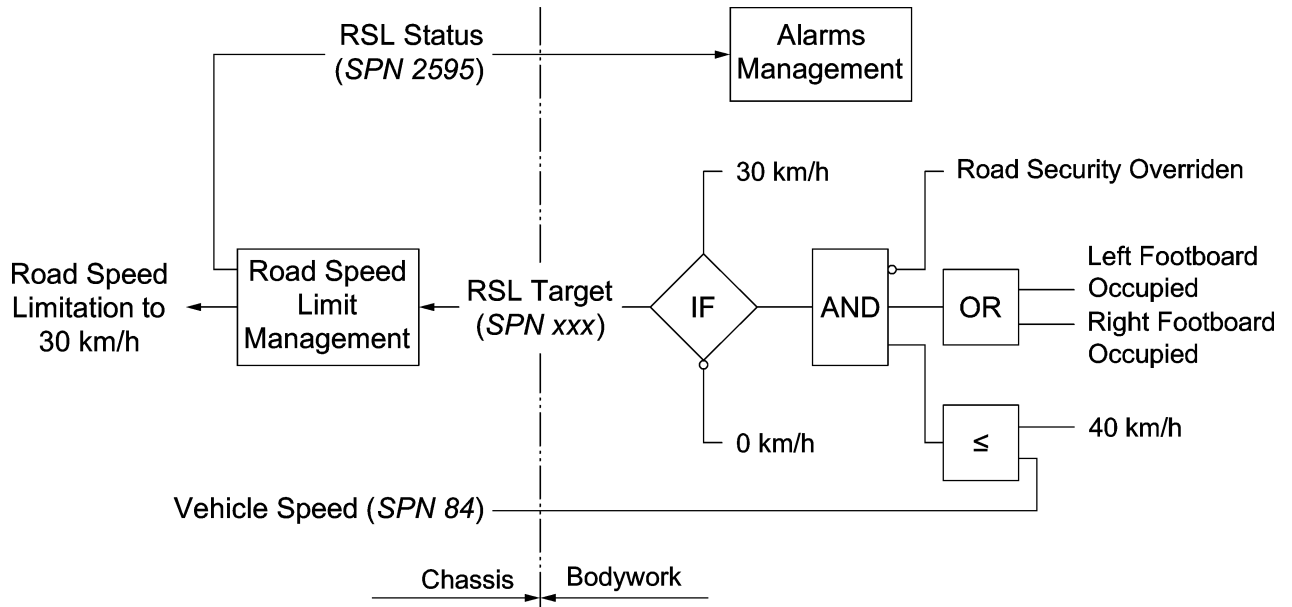 RSL Status
(SPN 2595)
Alarms
Management
30 km/h
Road Security Overriden
Road Speed
Limitation to
30 km/h
Road Speed
Limit
Management
RSL Target
(SPN xxx)
IF
AND
OR
Left Footboard
Occupied
Right Footboard
Occupied
0 km/h
≤
40 km/h
Vehicle Speed (SPN 84)
Chassis
Bodywork